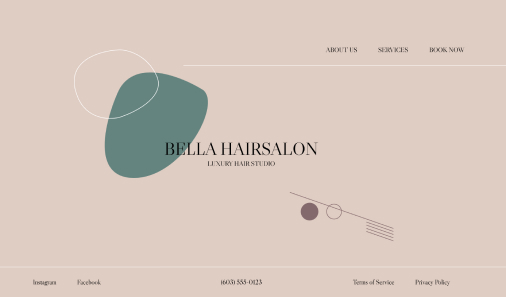 ABOUT US SERVICES BOOK NOW
BELLA HAIRSALON
LUXURY HAIR STUDIO
Instagram Facebook (603) 555-0123 Terms of Service Privacy Policy